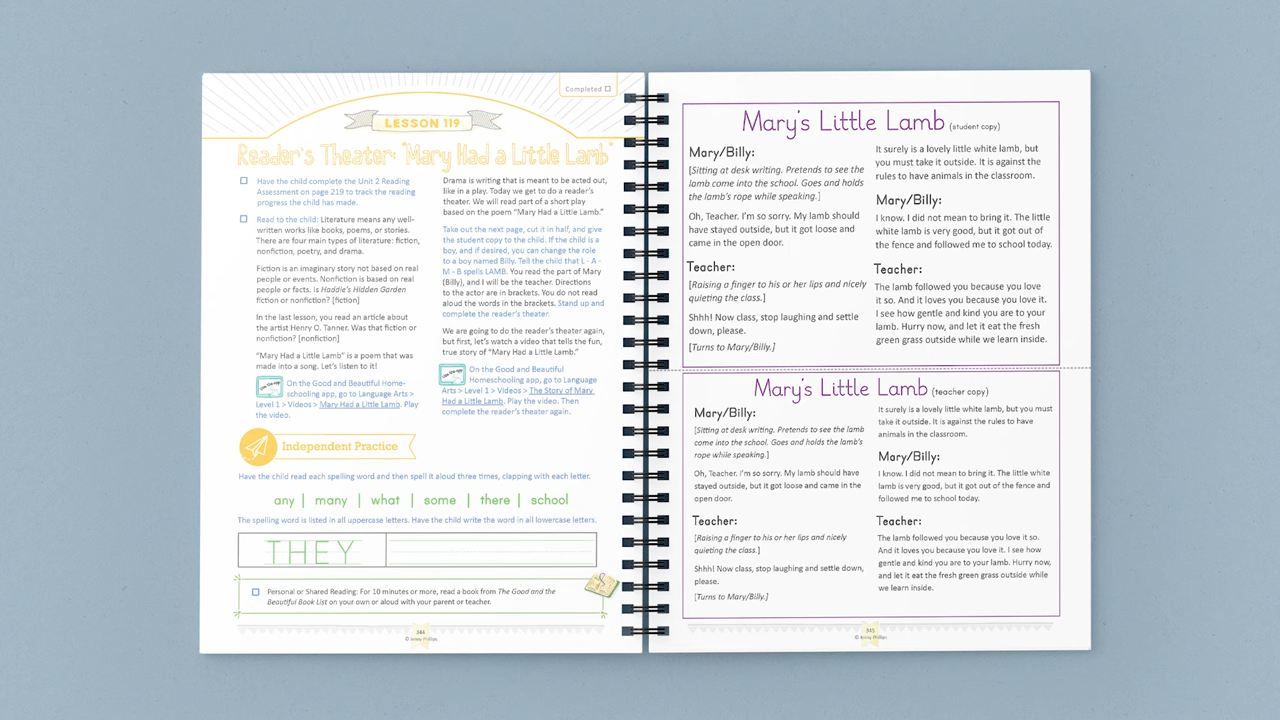 Completed
LESSON 119
Reader's Theater: "Mary Had a Little Lamb"
Have the child complete the Unit 2 Reading
Assessment on page 219 to track the reading
progress the child has made.
Read to the child: Literature means any well-
written works like books, poems, or stories.
There are four main types of literature: fiction,
nonfiction, poetry, and drama.
Fiction is an imaginary story not based on real
people or events. Nonfiction is based on real
people or facts. Is Haddie's Hidden Garden
fiction or nonfiction? [fiction]
In the last lesson, you read an article about
the artist Henry O. Tanner. Was that fiction or
nonfiction? [nonfiction]
"Mary Had a Little Lamb" is a poem that was
made into a song. Let's listen to it!
On the Good and Beautiful Home-
schooling app, go to Language Arts >
Level 1 > Videos > Mary Had a Little Lamb. Play
the video.
Drama is writing that is meant to be acted out,
like in a play. Today we get to do a reader's
theater. We will read part of a short play
based on the poem "Mary Had a Little Lamb."
Take out the next page, cut it in half, and give
the student copy to the child. If the child is a
boy, and if desired, you can change the role
to a boy named Billy. Tell the child that L - A -
M - B spells LAMB. You read the part of Mary
(Billy), and I will be the teacher. Directions
to the actor are in brackets. You do not read
aloud the words in the brackets. Stand up and
complete the reader's theater.
We are going to do the reader's theater again,
but first, let's watch a video that tells the fun,
true story of "Mary Had a Little Lamb."
On the Good and Beautiful
Homeschooling app, go to Language
Arts > Level 1 > Videos > The Story of Mary
Had a Little Lamb. Play the video. Then
complete the reader's theater again.
Independent Practice
Have the child read each spelling word and then spell it aloud three times, clapping with each letter.
any | many | what | some | there | school
The spelling word is listed in all uppercase letters. Have the child write the word in all lowercase letters.
THEY
Personal or Shared Reading: For 10 minutes or more, read a book from The Good and the
Beautiful Book List on your own or aloud with your parent or teacher.
344
© Jenny Phillips
Mary's Little Lamb (student copy)
Mary/Billy:
[Sitting at desk writing. Pretends to see the
lamb come into the school. Goes and holds
the lamb's rope while speaking.]
Oh, Teacher. I'm so sorry. My lamb should
have stayed outside, but it got loose and
came in the open door.
Teacher:
[Raising a finger to his or her lips and nicely
quieting the class.]
Shhh! Now class, stop laughing and settle
down, please.
[Turns to Mary/Billy.]
It surely is a lovely little white lamb, but
you must take it outside. It is against the
rules to have animals in the classroom.
Mary/Billy:
I know. I did not mean to bring it. The little
white lamb is very good, but it got out of
the fence and followed me to school today.
Teacher:
The lamb followed you because you love
it so. And it loves you because you love it.
I see how gentle and kind you are to your
lamb. Hurry now, and let it eat the fresh
green grass outside while we learn inside.
Mary's Little Lamb (teacher copy)
Mary/Billy:
[Sitting at desk writing. Pretends to see the lamb
come into the school. Goes and holds the lamb's
rope while speaking.]
Oh, Teacher. I'm so sorry. My lamb should have
stayed outside, but it got loose and came in the
open door.
Teacher:
[Raising a finger to his or her lips and nicely
quieting the class.]
Shhh! Now class, stop laughing and settle down,
please.
[Turns to Mary/Billy.]
It surely is a lovely little white lamb, but you must
take it outside. It is against the rules to have
animals in the classroom.
Mary/Billy:
I know. I did not mean to bring it. The little white
lamb is very good, but it got out of the fence and
followed me to school today.
Teacher:
The lamb followed you because you love it so.
And it loves you because you love it. I see how
gentle and kind you are to your lamb. Hurry now,
and let it eat the fresh green grass outside while
we learn inside.
345
© Jenny Phillips